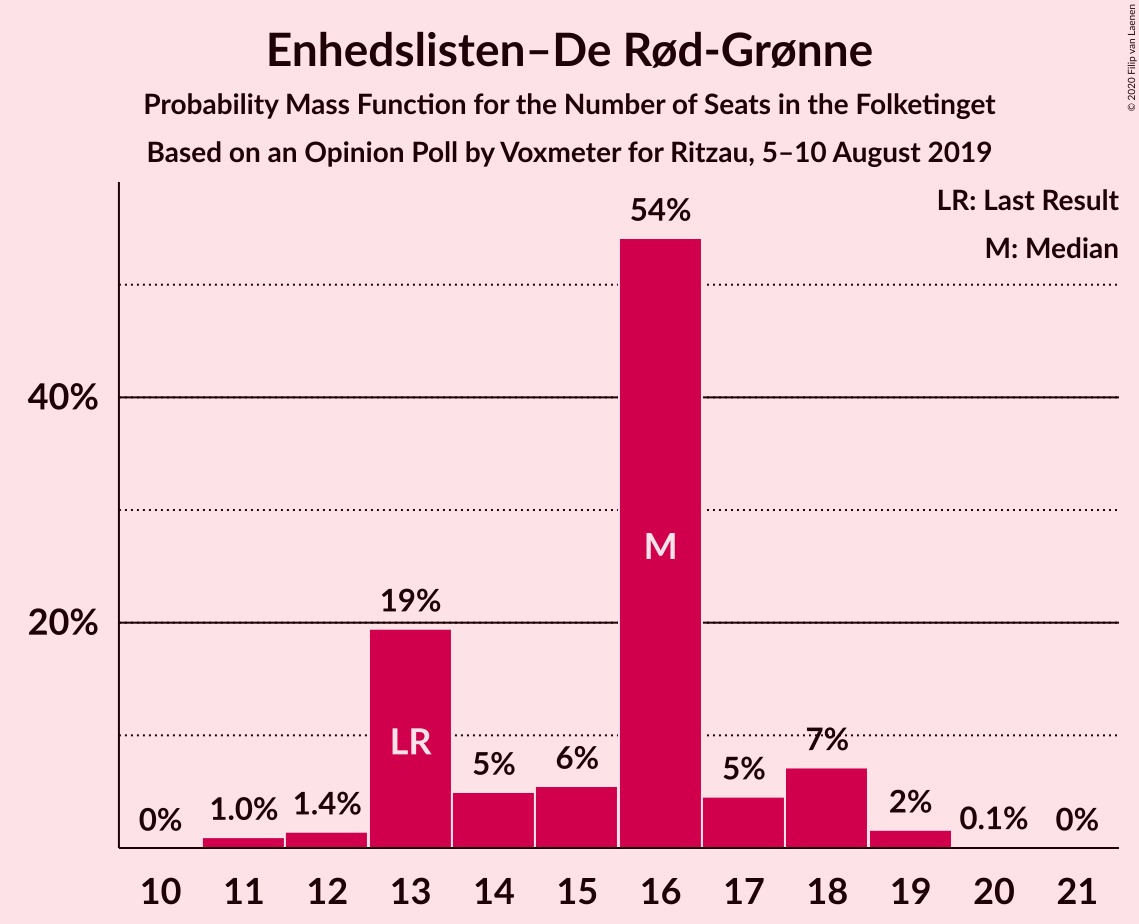 Enhedslisten–De Rød-Grønne
Probability Mass Function for the Number of Seats in the Folketinget
Based on an Opinion Poll by Voxmeter for Ritzau, 5–10 August 2019
© 2020 Filip van Laenen
LR: Last Result
M: Median
54%
40%
M
19%
20%
LR
0% 1.0% 1.4% 5% 6% 5% 7% 2% 0.1% 0%
10 11 12 13 14 15 16 17 18 19 20 21